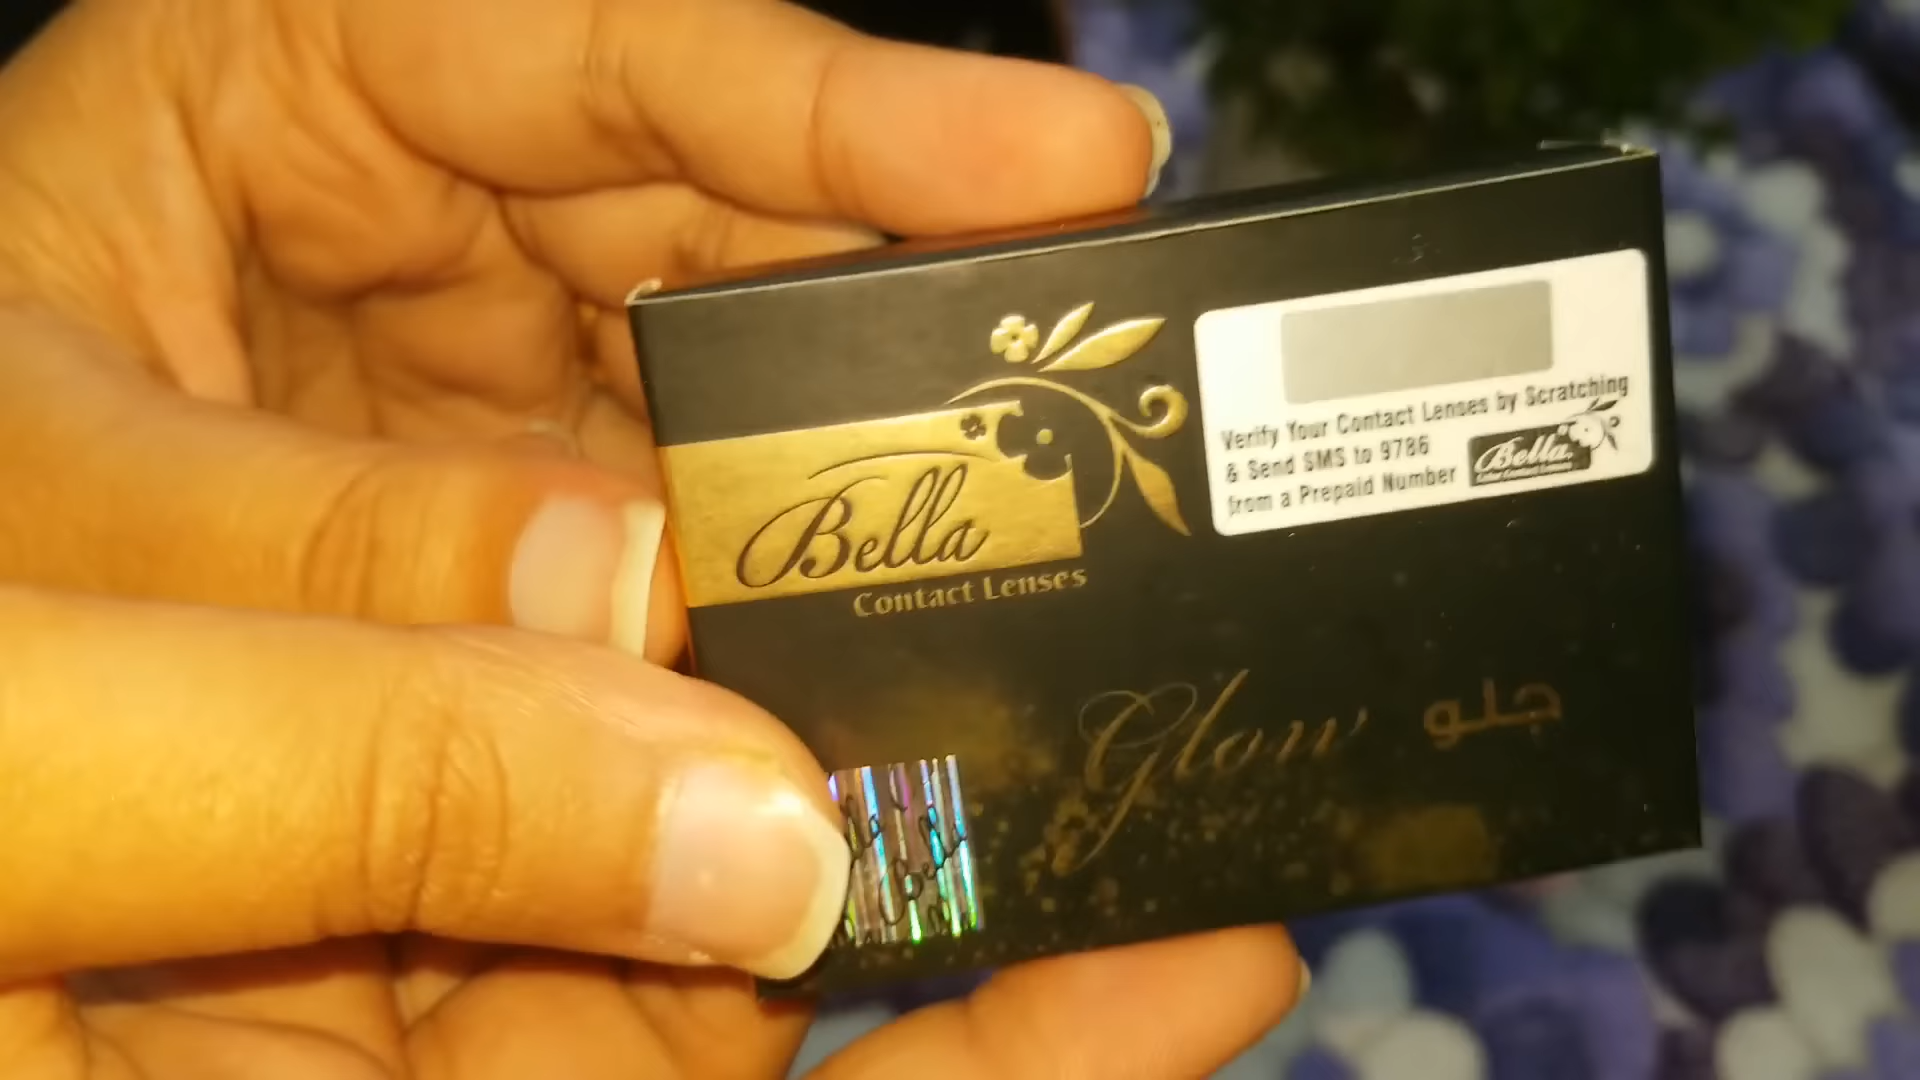 Bella
Contact Lenses
Verify Your Contact Lenses by Scratching
& Send SMS to 9786
from a Prepaid Number
Bella
Glow جلو
Bella